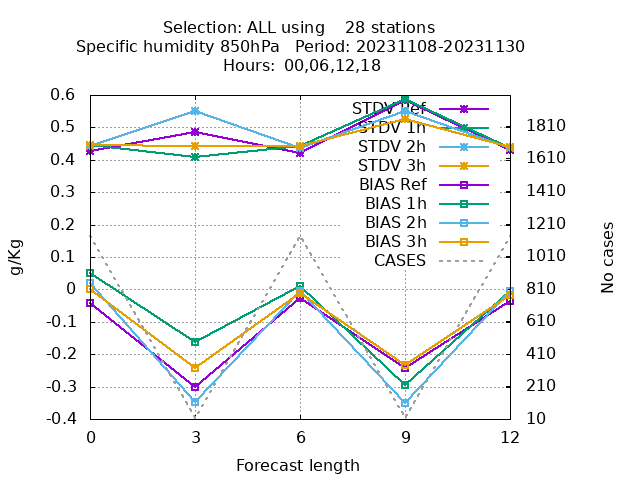 Selection: ALL using    28 stations
Specific humidity 850hPa   Period: 20231108-20231130
Hours: 00,06,12,18
0.6
0.5
0.4
0.3
0.2
0.1
0
-0.1
-0.2
-0.3
-0.4
g/Kg
STDV Ref
STDV 1h
STDV 2h
STDV 3h
BIAS Ref
BIAS 1h
BIAS 2h
BIAS 3h
CASES
1810
1610
1410
1210
1010
810
610
410
210
10
No cases
0 3 6 9 12
Forecast length